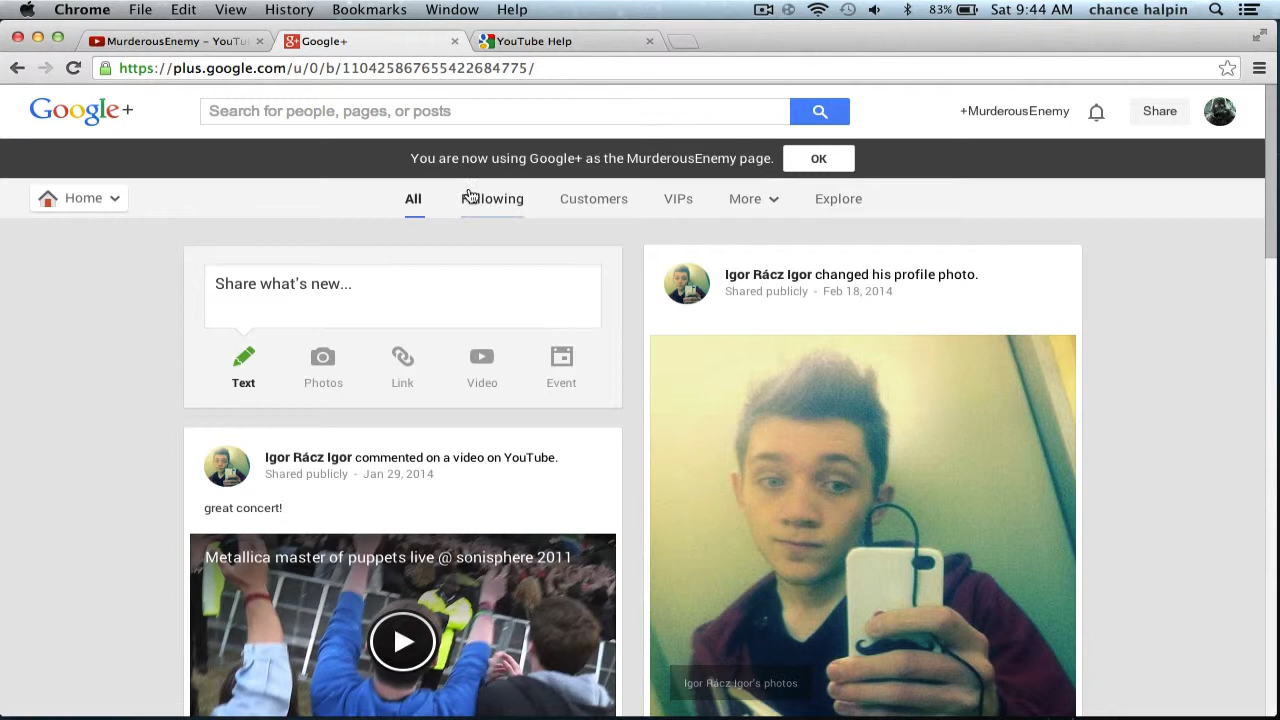 Chrome File Edit View History Bookmarks Window Help 83% Sat 9:44 AM chance halpin
MurderousEnemy – YouTu Google+ YouTube Help
https://plus.google.com/u/0/b/110425867655422684775/
Google+ Search for people, pages, or posts +MurderousEnemy Share
You are now using Google+ as the MurderousEnemy page. OK
Home All Following Customers VIPs More Explore
Share what's new...
Text Photos Link Video Event
Igor Rácz Igor commented on a video on YouTube.
Shared publicly - Jan 29, 2014
great concert!
Metallica master of puppets live @ sonisphere 2011
Igor Rácz Igor changed his profile photo.
Shared publicly - Feb 18, 2014
Igor Rácz Igor's photos